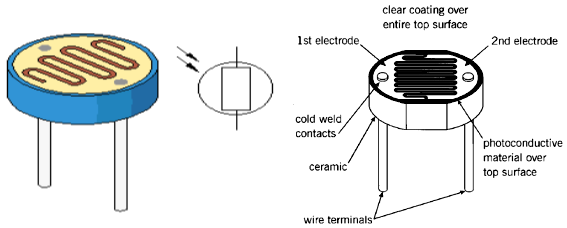 clear coating over
entire top surface
1st electrode
2nd electrode
cold weld
contacts
ceramic
photoconductive
material over
top surface
wire terminals